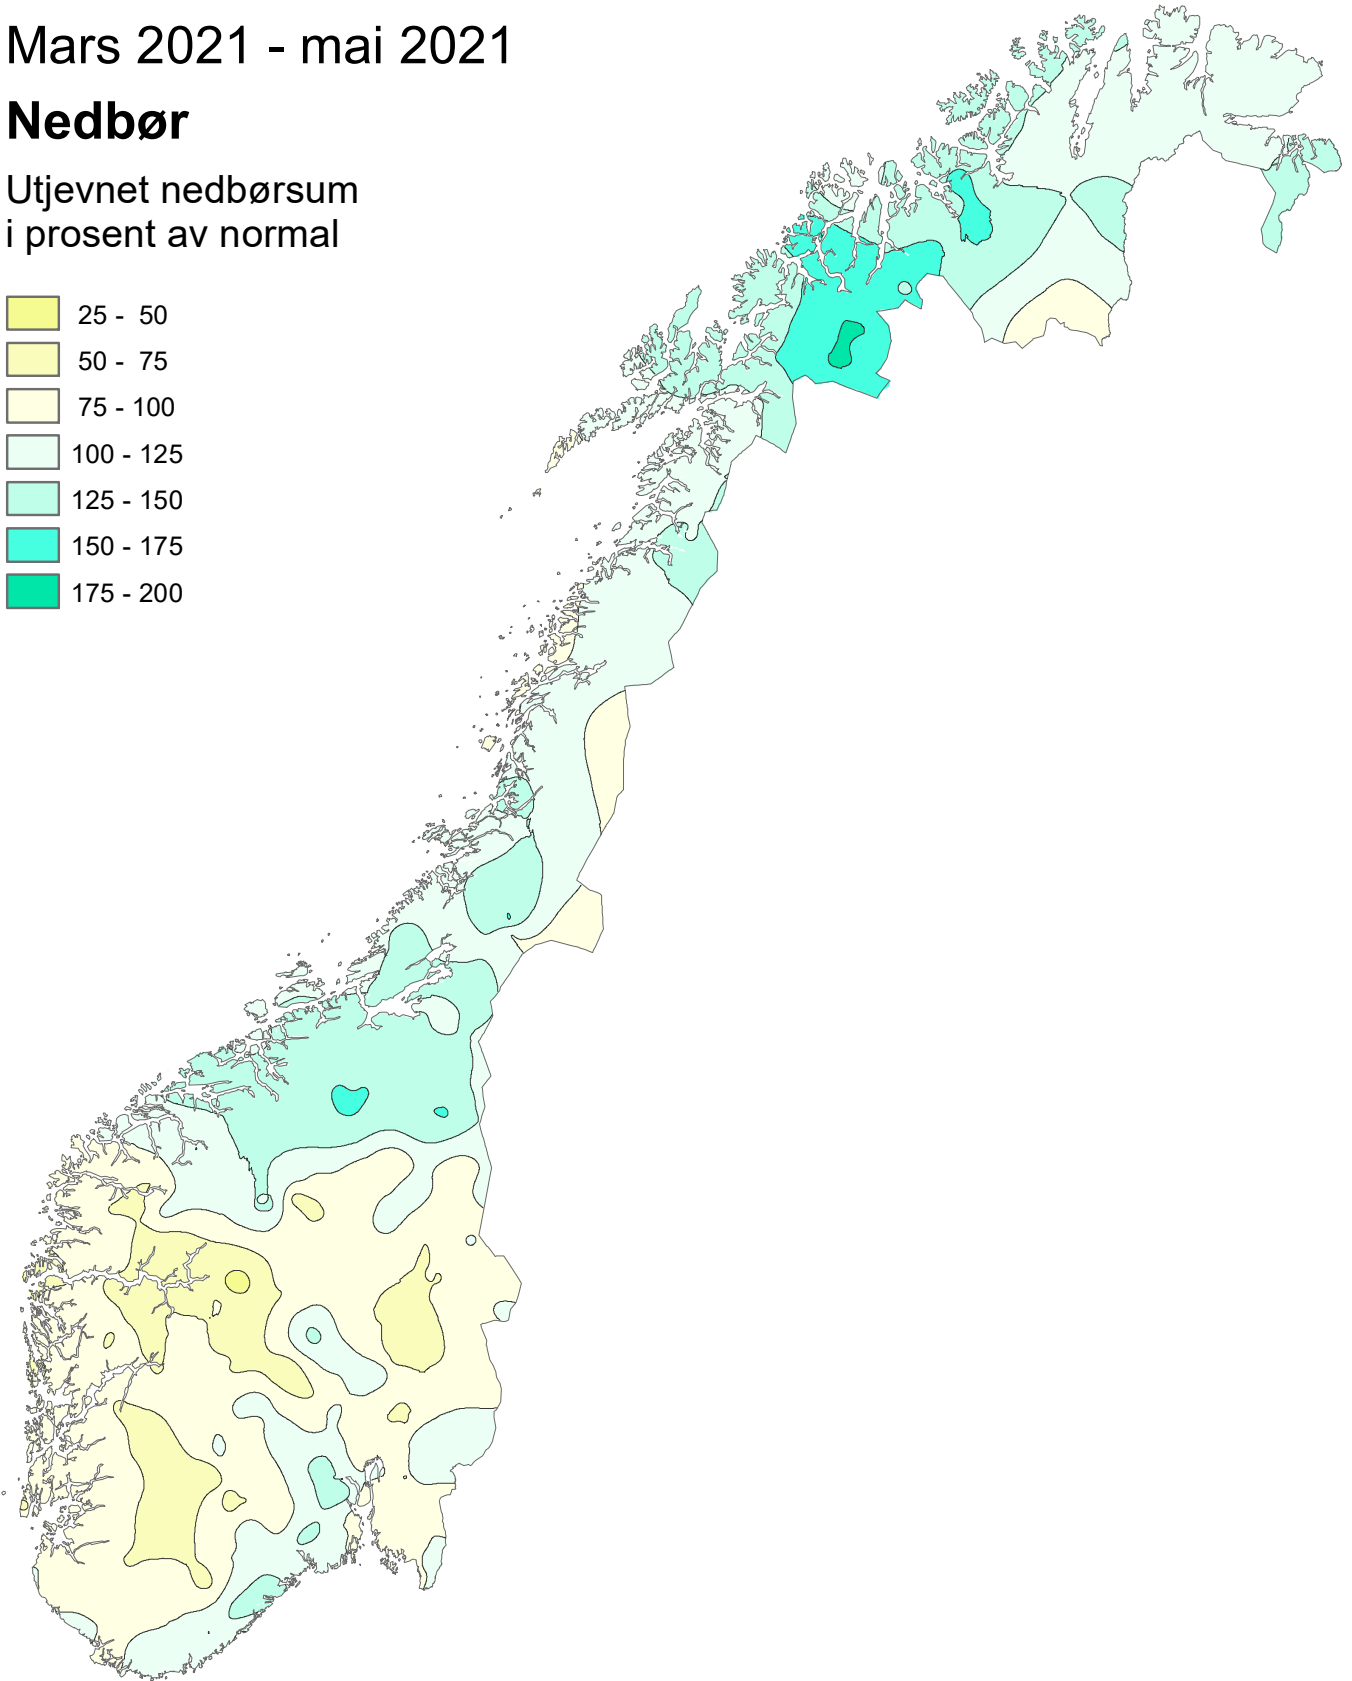 Mars 2021 - mai 2021
Nedbør
Utjevnet nedbørsum
i prosent av normal
25 - 50
50 - 75
75 - 100
100 - 125
125 - 150
150 - 175
175 - 200